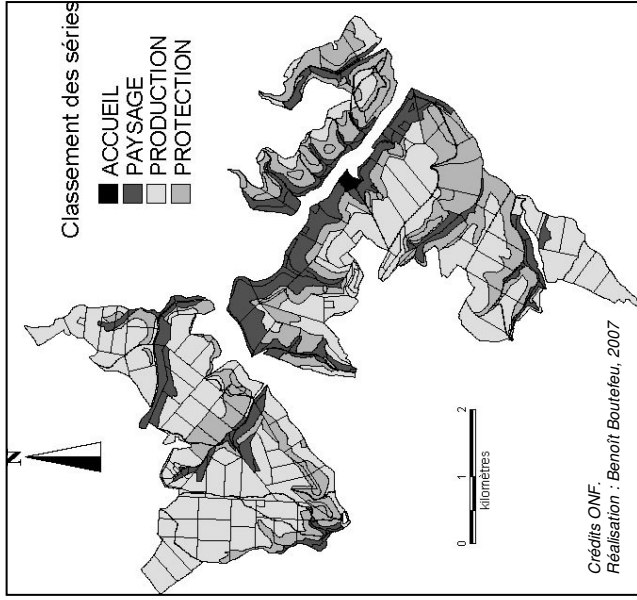 N
Classement des séries
ACCUEIL
PAYSAGE
PRODUCTION
PROTECTION
0 1 2
kilomètres
Crédits ONF.
Réalisation : Benoît Boutefeu, 2007